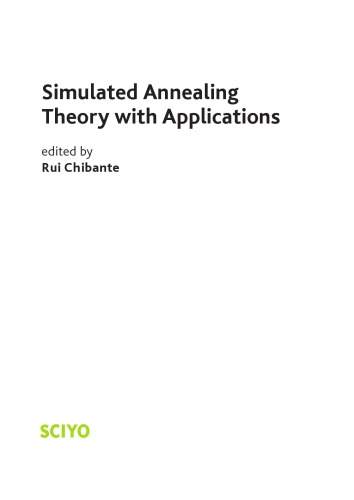 Simulated Annealing
Theory with Applications
edited by
Rui Chibante
SCIYO